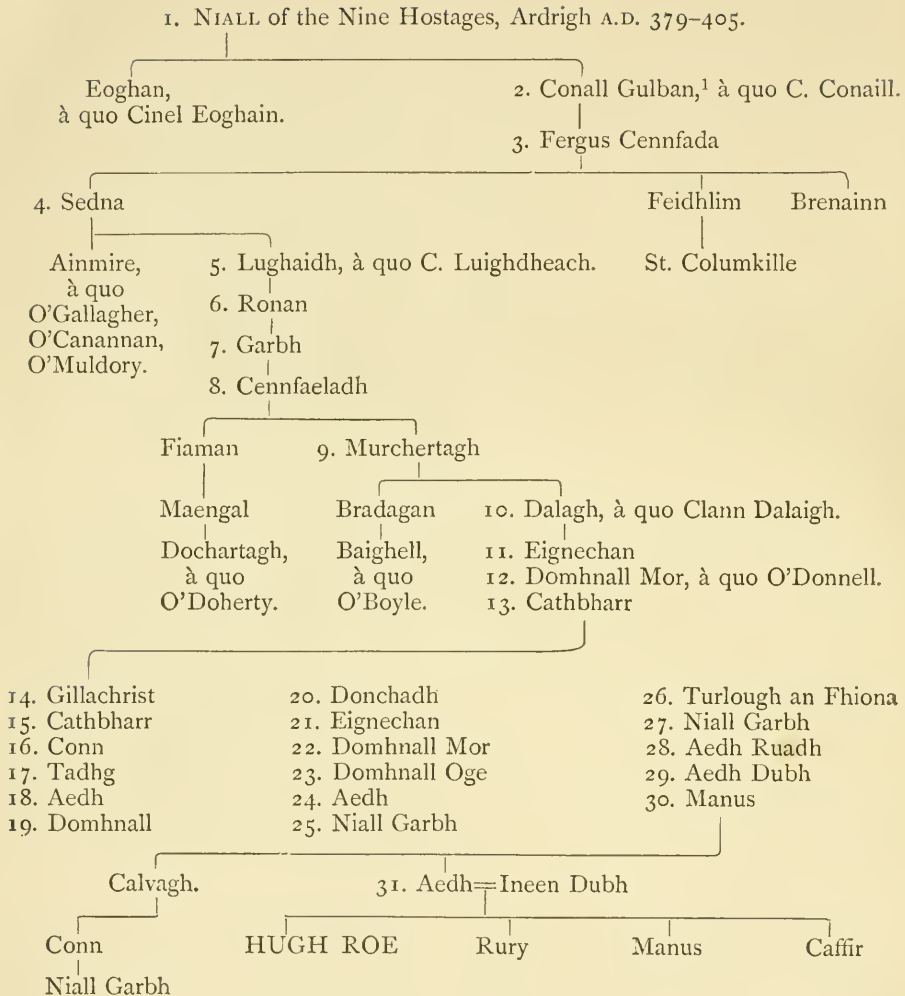 1. NIALL of the Nine Hostages, Ardrigh A.D. 379–405.
Eoghan,
à quo Cinel Eoghain.
2. Conall Gulban,¹ à quo C. Conaill.
3. Fergus Cennfada
4. Sedna
Feidhlim
Brenainn
Ainmire,
à quo
O'Gallagher,
O'Canannan,
O'Muldory.
5. Lughaidh, à quo C. Luighdheach.
St. Columkille
6. Ronan
7. Garbh
8. Cennfaeladh
Fiaman
9. Murchertagh
Maengal
Bradagan
10. Dalagh, à quo Clann Dalaigh.
Dochartagh,
à quo
O'Doherty.
Baighell,
à quo
O'Boyle.
11. Eignechan
12. Domhnall Mor, à quo O'Donnell.
13. Cathbharr
14. Gillachrist
15. Cathbharr
16. Conn
17. Tadhg
18. Aedh
19. Domhnall
20. Donchadh
21. Eignechan
22. Domhnall Mor
23. Domhnall Oge
24. Aedh
25. Niall Garbh
26. Turlough an Fhiona
27. Niall Garbh
28. Aedh Ruadh
29. Aedh Dubh
30. Manus
Calvagh.
31. Aedh=Ineen Dubh
Conn
HUGH ROE
Rury
Manus
Caffir
Niall Garbh